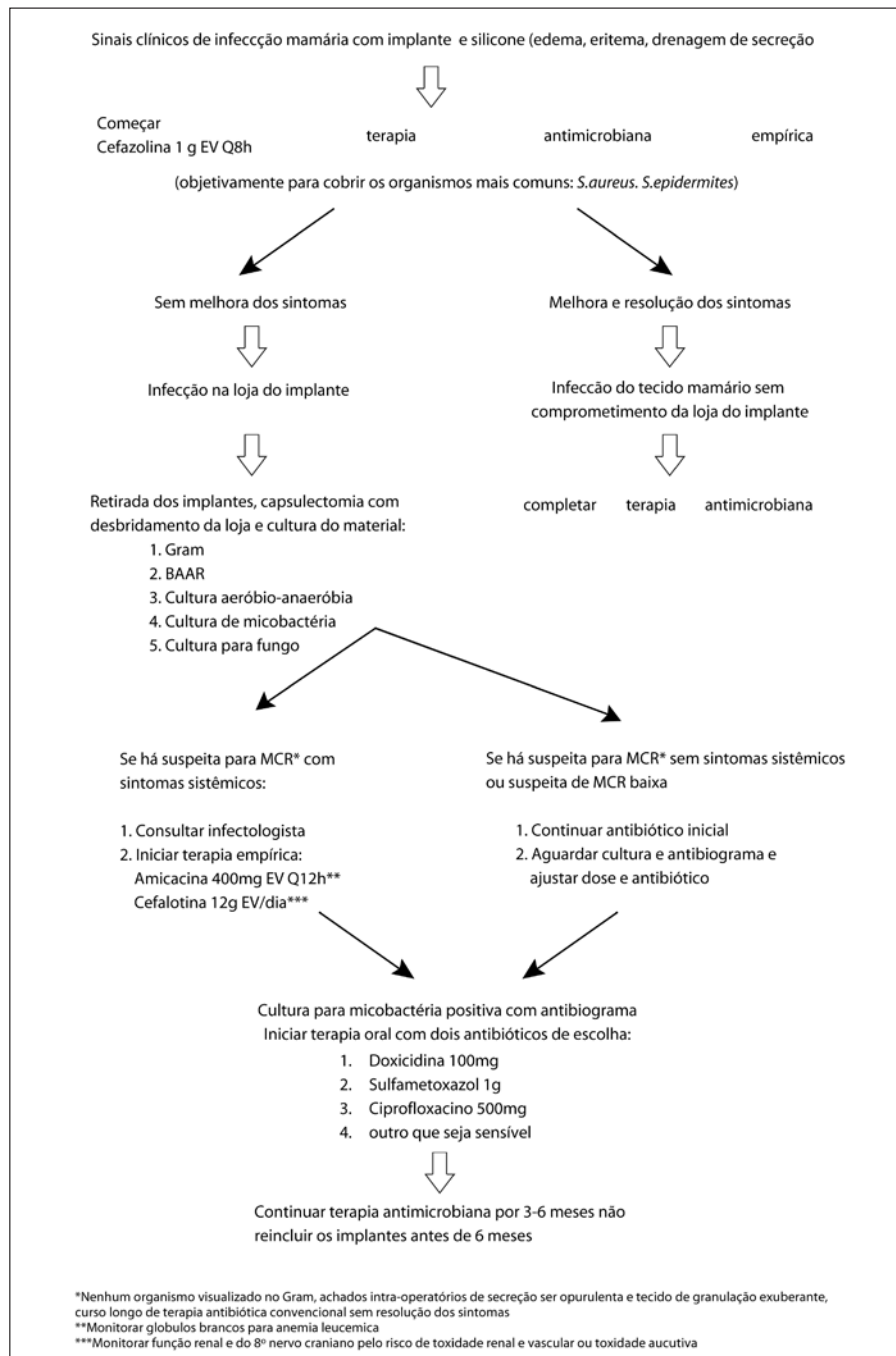 Sinais clínicos de infeccção mamária com implante e silicone (edema, eritema, drenagem de secreção
Começar terapia antimicrobiana empírica
Cefazolina 1 g EV Q8h
(objetivamente para cobrir os organismos mais comuns: S.aureus. S.epidermites)
Sem melhora dos sintomas
Melhora e resolução dos sintomas
Infecção na loja do implante
Infeccão do tecido mamário sem
comprometimento da loja do implante
Retirada dos implantes, capsulectomia com
desbridamento da loja e cultura do material:
1. Gram
2. BAAR
3. Cultura aeróbio-anaeróbia
4. Cultura de micobactéria
5. Cultura para fungo
completar terapia antimicrobiana
Se há suspeita para MCR* com
sintomas sistêmicos:
1. Consultar infectologista
2. Iniciar terapia empírica:
Amicacina 400mg EV Q12h**
Cefalotina 12g EV/dia***
Se há suspeita para MCR* sem sintomas sistêmicos
ou suspeita de MCR baixa
1. Continuar antibiótico inicial
2. Aguardar cultura e antibiograma e
ajustar dose e antibiótico
Cultura para micobactéria positiva com antibiograma
Iniciar terapia oral com dois antibióticos de escolha:
1. Doxicidina 100mg
2. Sulfametoxazol 1g
3. Ciprofloxacino 500mg
4. outro que seja sensível
Continuar terapia antimicrobiana por 3-6 meses não
reincluir os implantes antes de 6 meses
*Nenhum organismo visualizado no Gram, achados intra-operatórios de secreção ser opurulenta e tecido de granulação exuberante,
curso longo de terapia antibiótica convencional sem resolução dos sintomas
**Monitorar globulos brancos para anemia leucemica
***Monitorar função renal e do 8º nervo craniano pelo risco de toxidade renal e vascular ou toxidade aucutiva